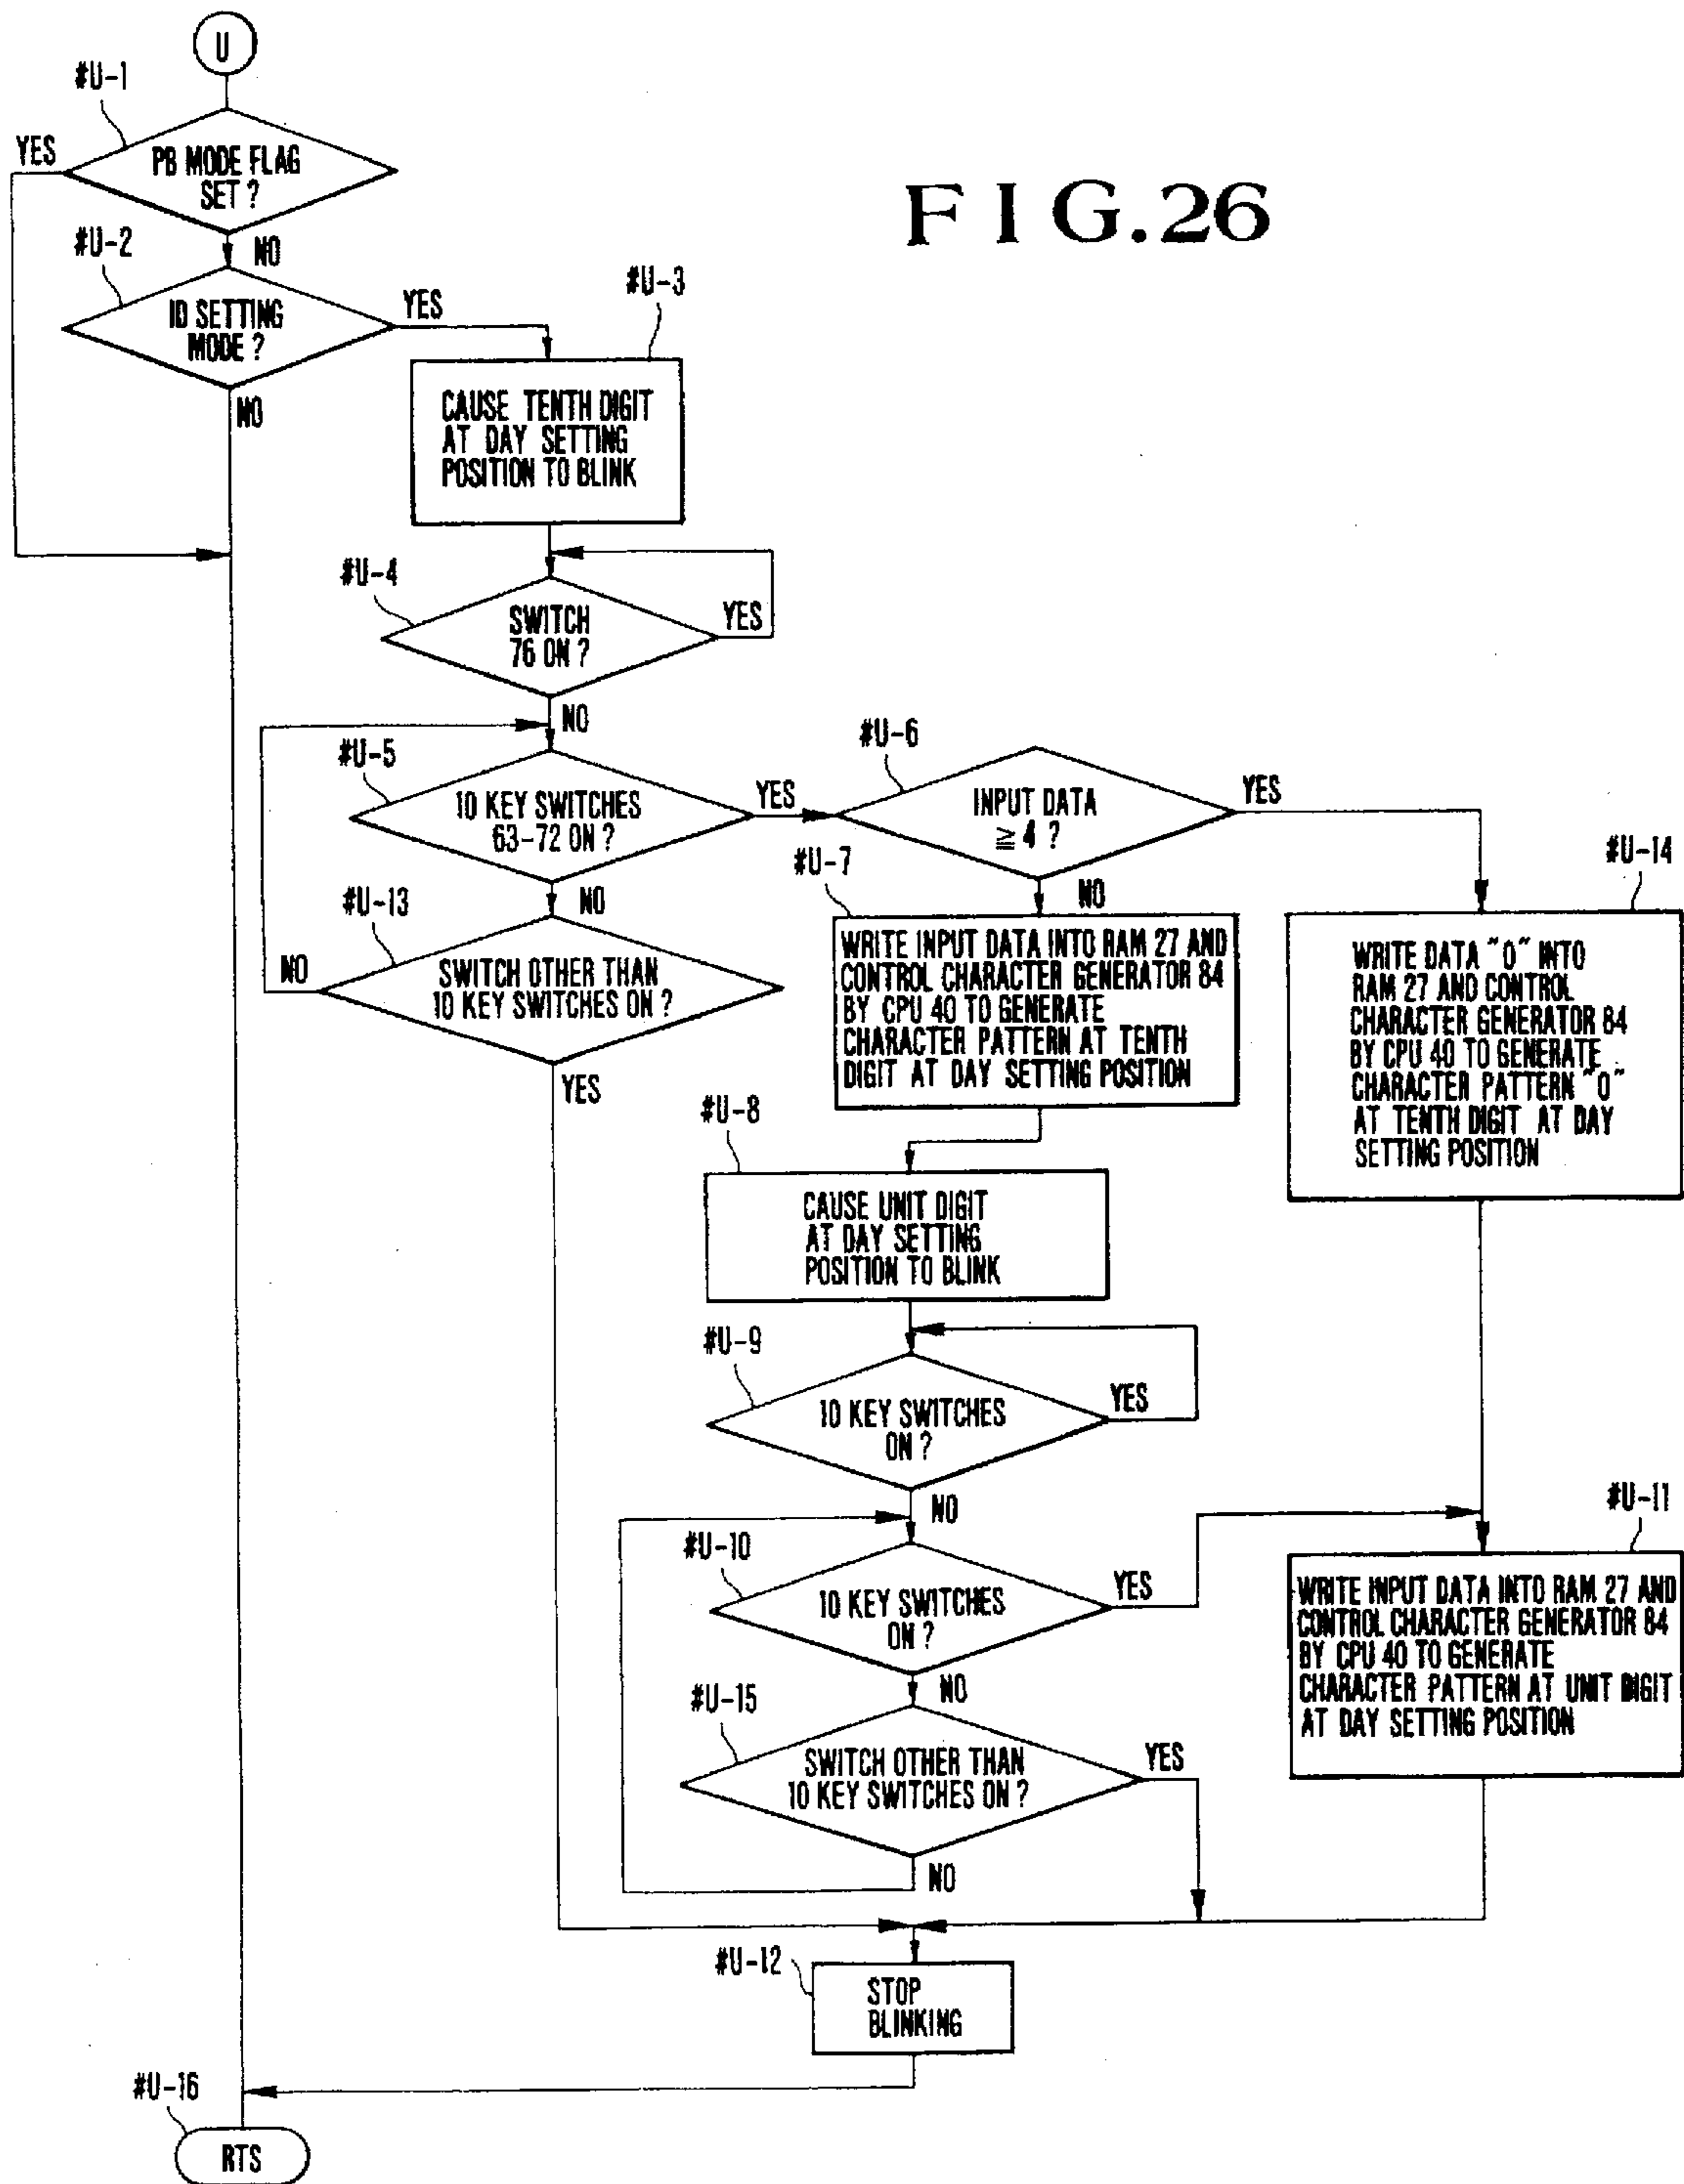 U
#U-1
YES
PB MODE FLAG
SET ?
FIG.26
#U-2
NO
ID SETTING
MODE ?
YES
#U-3
NO
CAUSE TENTH DIGIT
AT DAY SETTING
POSITION TO BLINK
#U-4
SWITCH
76 ON ?
YES
NO
#U-5
10 KEY SWITCHES
63-72 ON ?
YES
#U-6
INPUT DATA
≧4 ?
YES
#U-7
NO
#U-14
#U-13
NO
NO
SWITCH OTHER THAN
10 KEY SWITCHES ON ?
YES
WRITE INPUT DATA INTO RAM 27 AND
CONTROL CHARACTER GENERATOR 84
BY CPU 40 TO GENERATE
CHARACTER PATTERN AT TENTH
DIGIT AT DAY SETTING POSITION
WRITE DATA "0" INTO
RAM 27 AND CONTROL
CHARACTER GENERATOR 84
BY CPU 40 TO GENERATE
CHARACTER PATTERN "0"
AT TENTH DIGIT AT DAY
SETTING POSITION
#U-8
CAUSE UNIT DIGIT
AT DAY SETTING
POSITION TO BLINK
#U-9
10 KEY SWITCHES
ON ?
YES
NO
#U-10
10 KEY SWITCHES
ON ?
YES
NO
#U-11
WRITE INPUT DATA INTO RAM 27 AND
CONTROL CHARACTER GENERATOR 84
BY CPU 40 TO GENERATE
CHARACTER PATTERN AT UNIT DIGIT
AT DAY SETTING POSITION
#U-15
SWITCH OTHER THAN
10 KEY SWITCHES ON ?
YES
NO
#U-12
STOP
BLINKING
#U-16
RTS